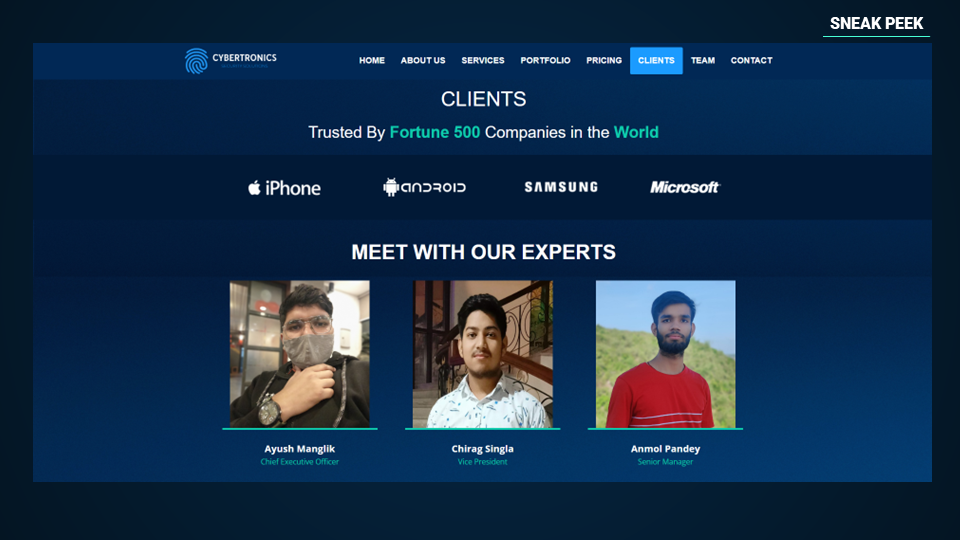 SNEAK PEEK
CYBERTRONICS
HOME ABOUT US SERVICES PORTFOLIO PRICING CLIENTS TEAM CONTACT
CLIENTS
Trusted By Fortune 500 Companies in the World
iPhone ANDROID SAMSUNG Microsoft
MEET WITH OUR EXPERTS
Ayush Manglik Chirag Singla Anmol Pandey
Chief Executive Officer Vice President Senior Manager